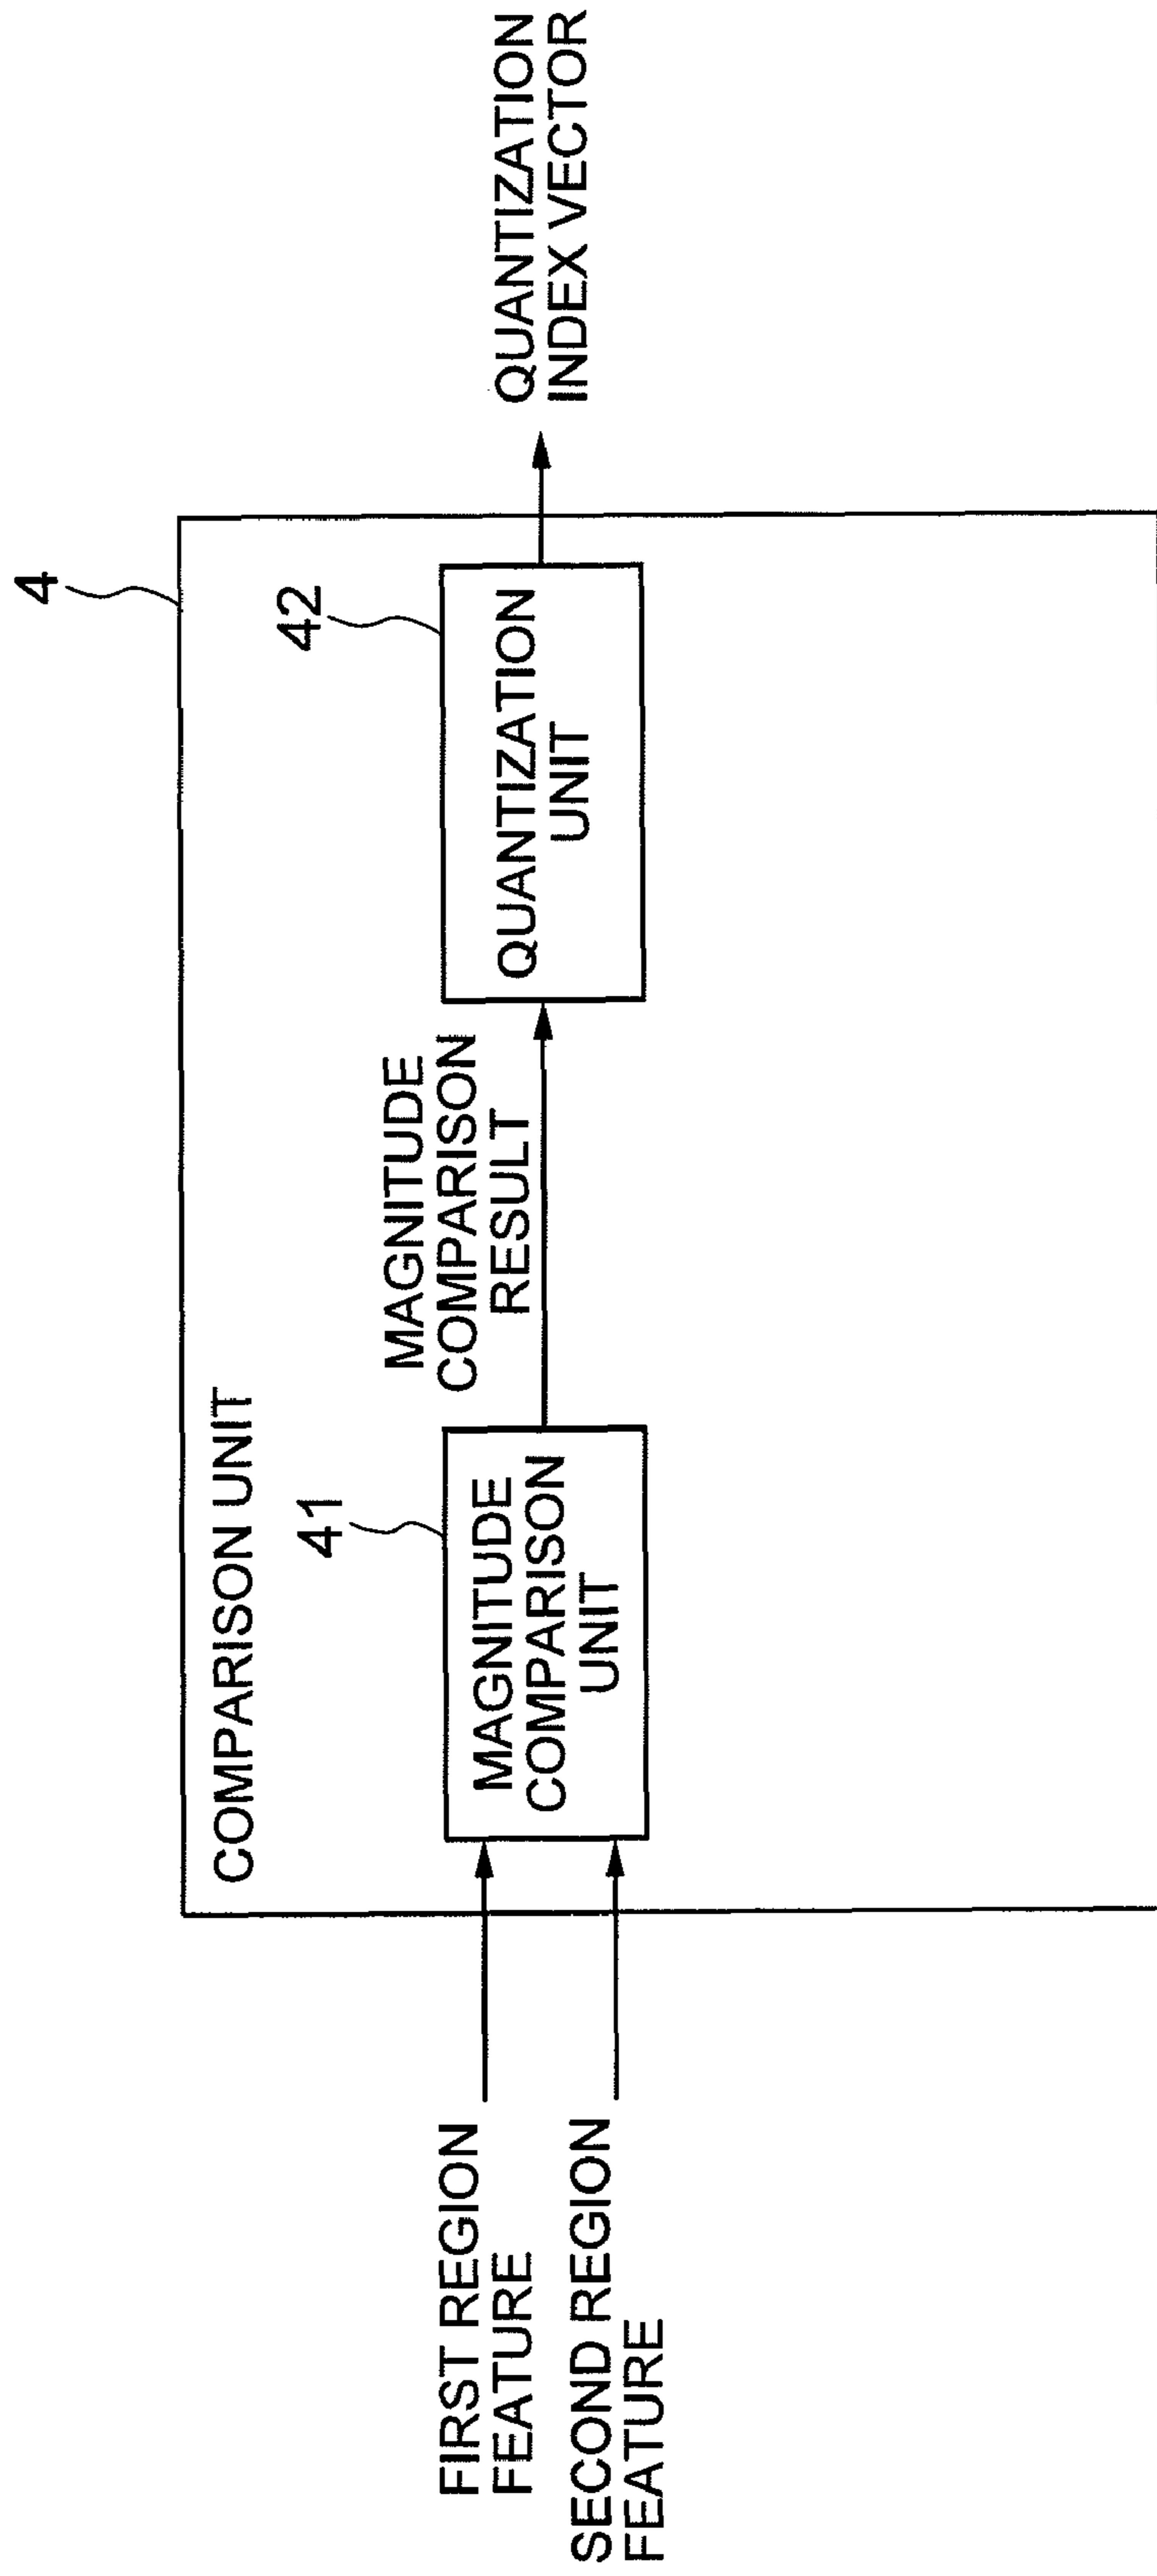 4
COMPARISON UNIT
41
42
FIRST REGION
FEATURE
SECOND REGION
FEATURE
MAGNITUDE
COMPARISON
UNIT
MAGNITUDE
COMPARISON
RESULT
QUANTIZATION
UNIT
QUANTIZATION
INDEX VECTOR